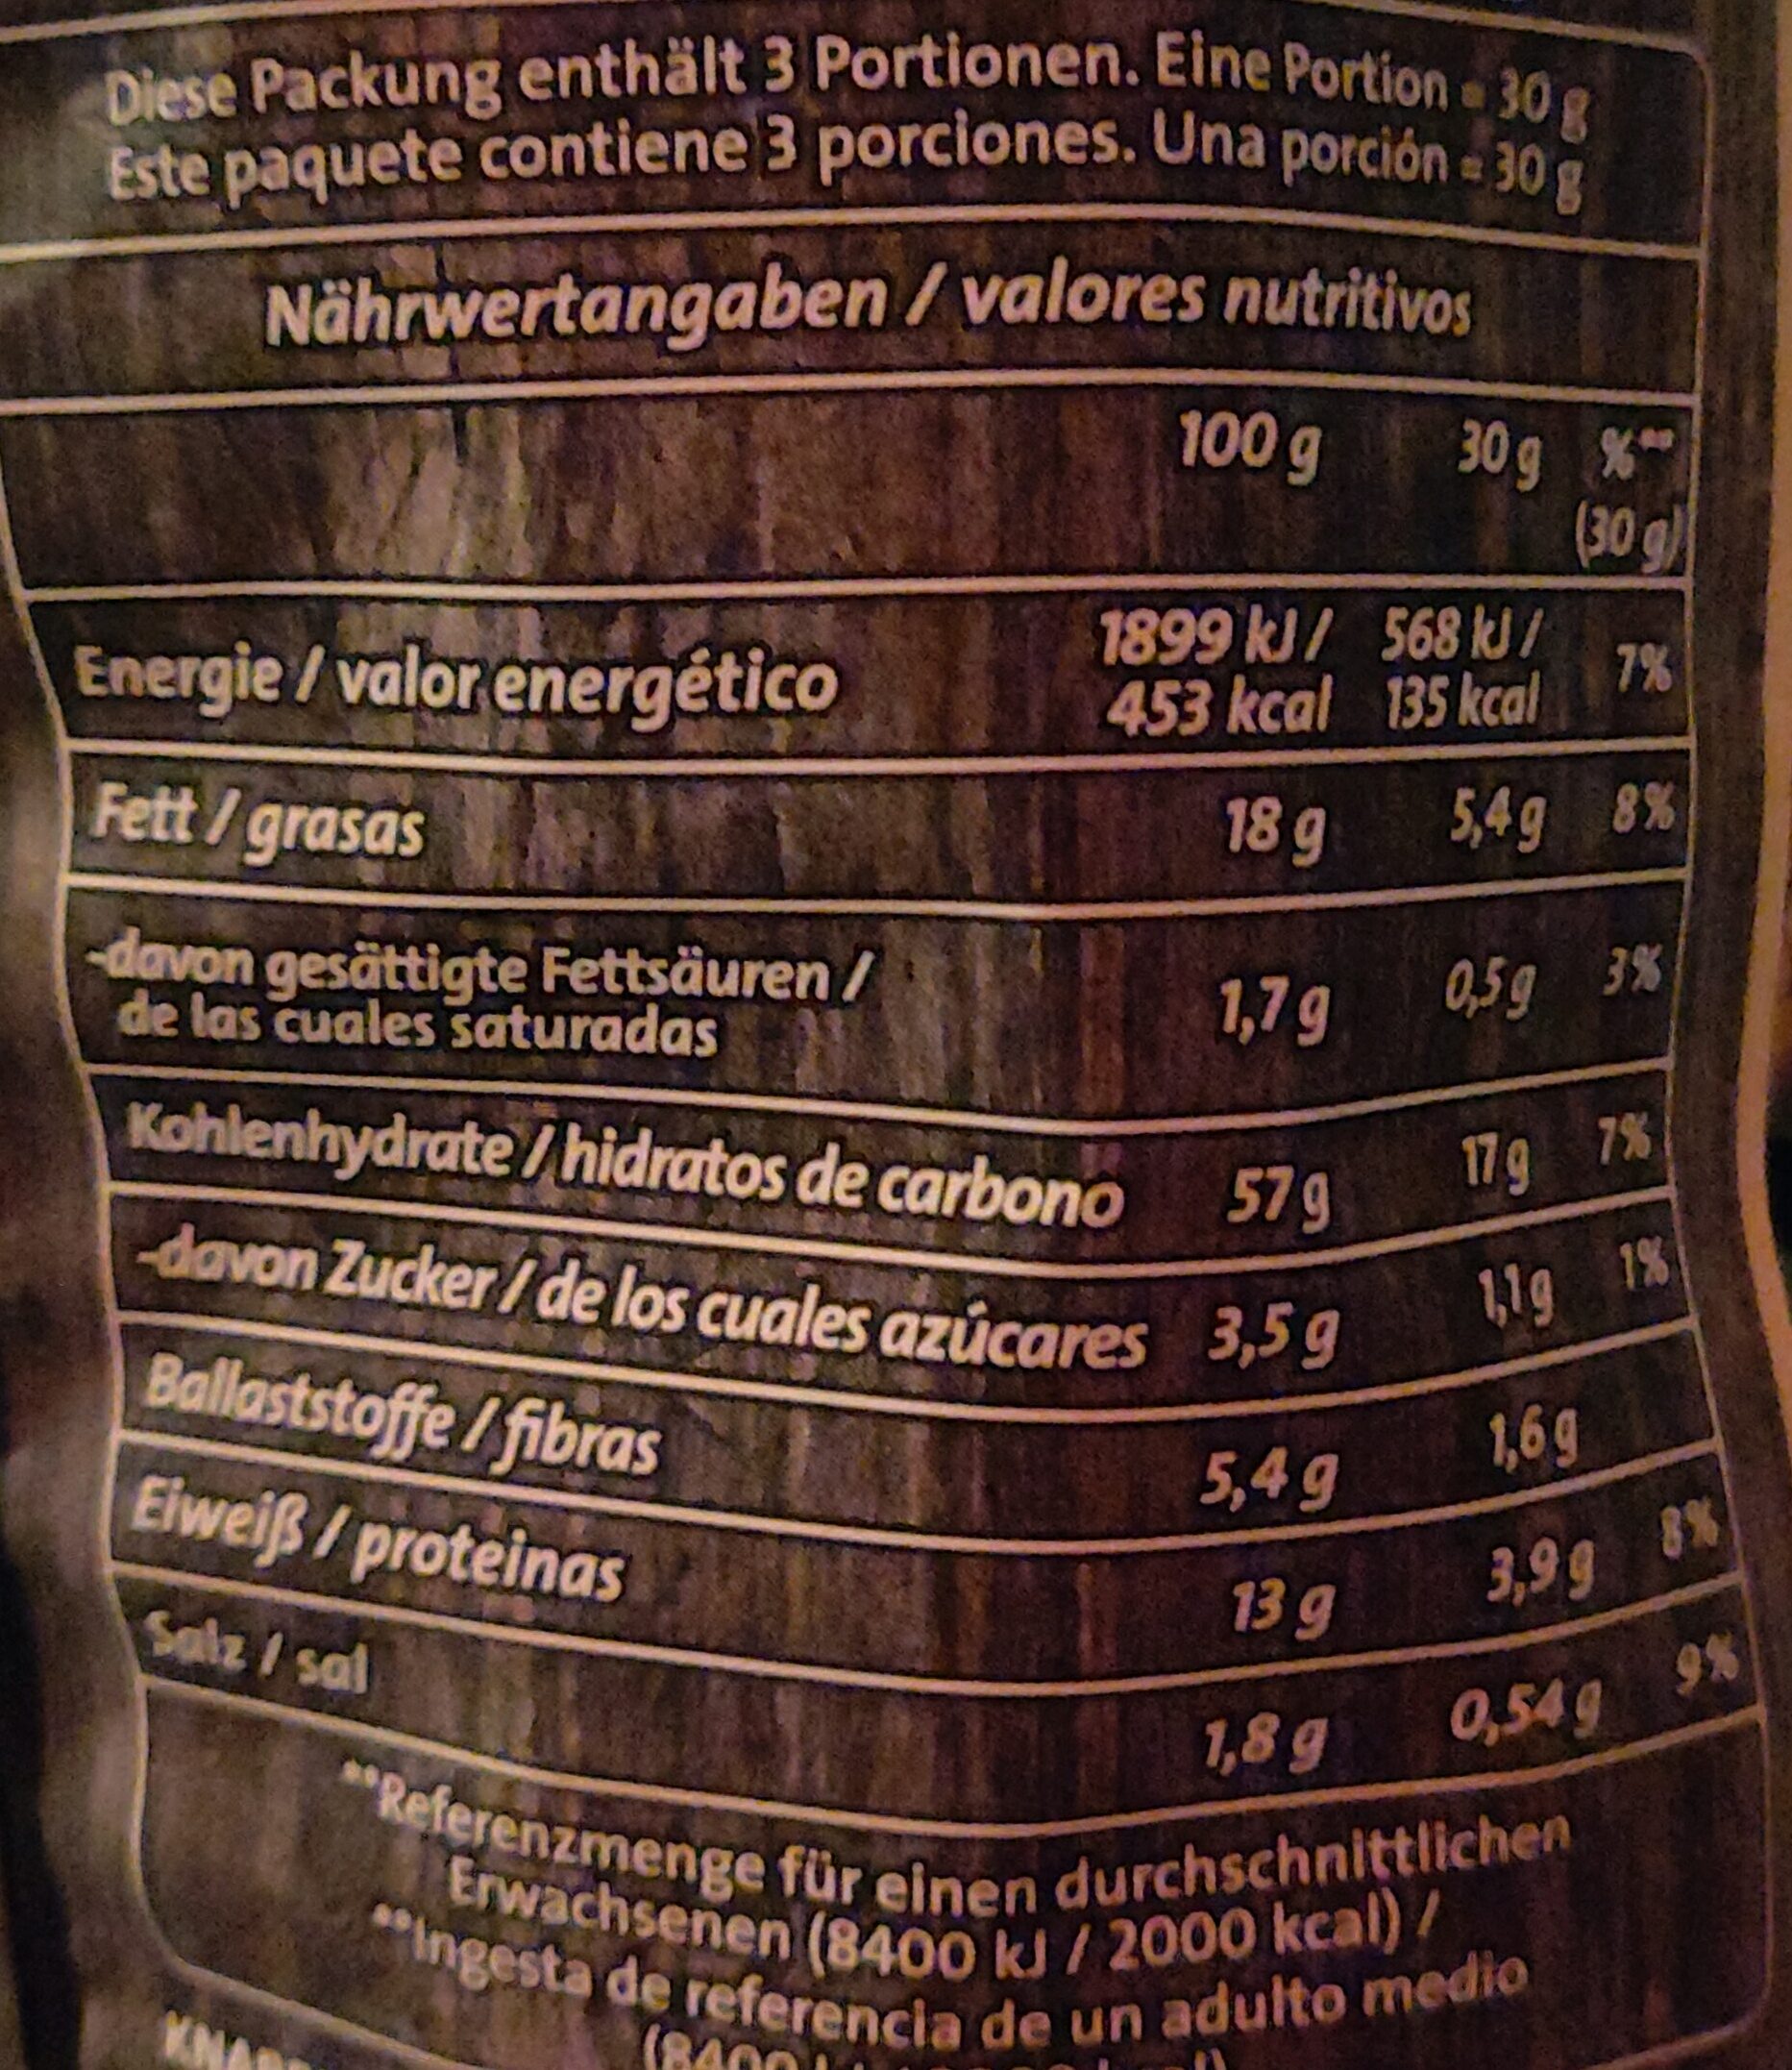 Diese Packung enthält 3 Portionen. Eine Portion = 30 g
Este paquete contiene 3 porciones. Una porción = 30 g
Nährwertangaben / valores nutritivos
100 g 30 g %**
(30 g)
Energie / valor energético 1899 kJ / 453 kcal 568 kJ / 135 kcal 7%
Fett / grasas 18 g 5,4 g 8%
-davon gesättigte Fettsäuren /
de las cuales saturadas 1,7 g 0,5 g 3%
Kohlenhydrate / hidratos de carbono 57 g 17 g 7%
-davon Zucker / de los cuales azúcares 3,5 g 1,1 g 1%
Ballaststoffe / fibras 5,4 g 1,6 g
Eiweiß / proteinas 13 g 3,9 g 8%
Salz / sal 1,8 g 0,54 g 9%
**Referenzmenge für einen durchschnittlichen
Erwachsenen (8400 kJ / 2000 kcal) /
**Ingesta de referencia de un adulto medio
(8400